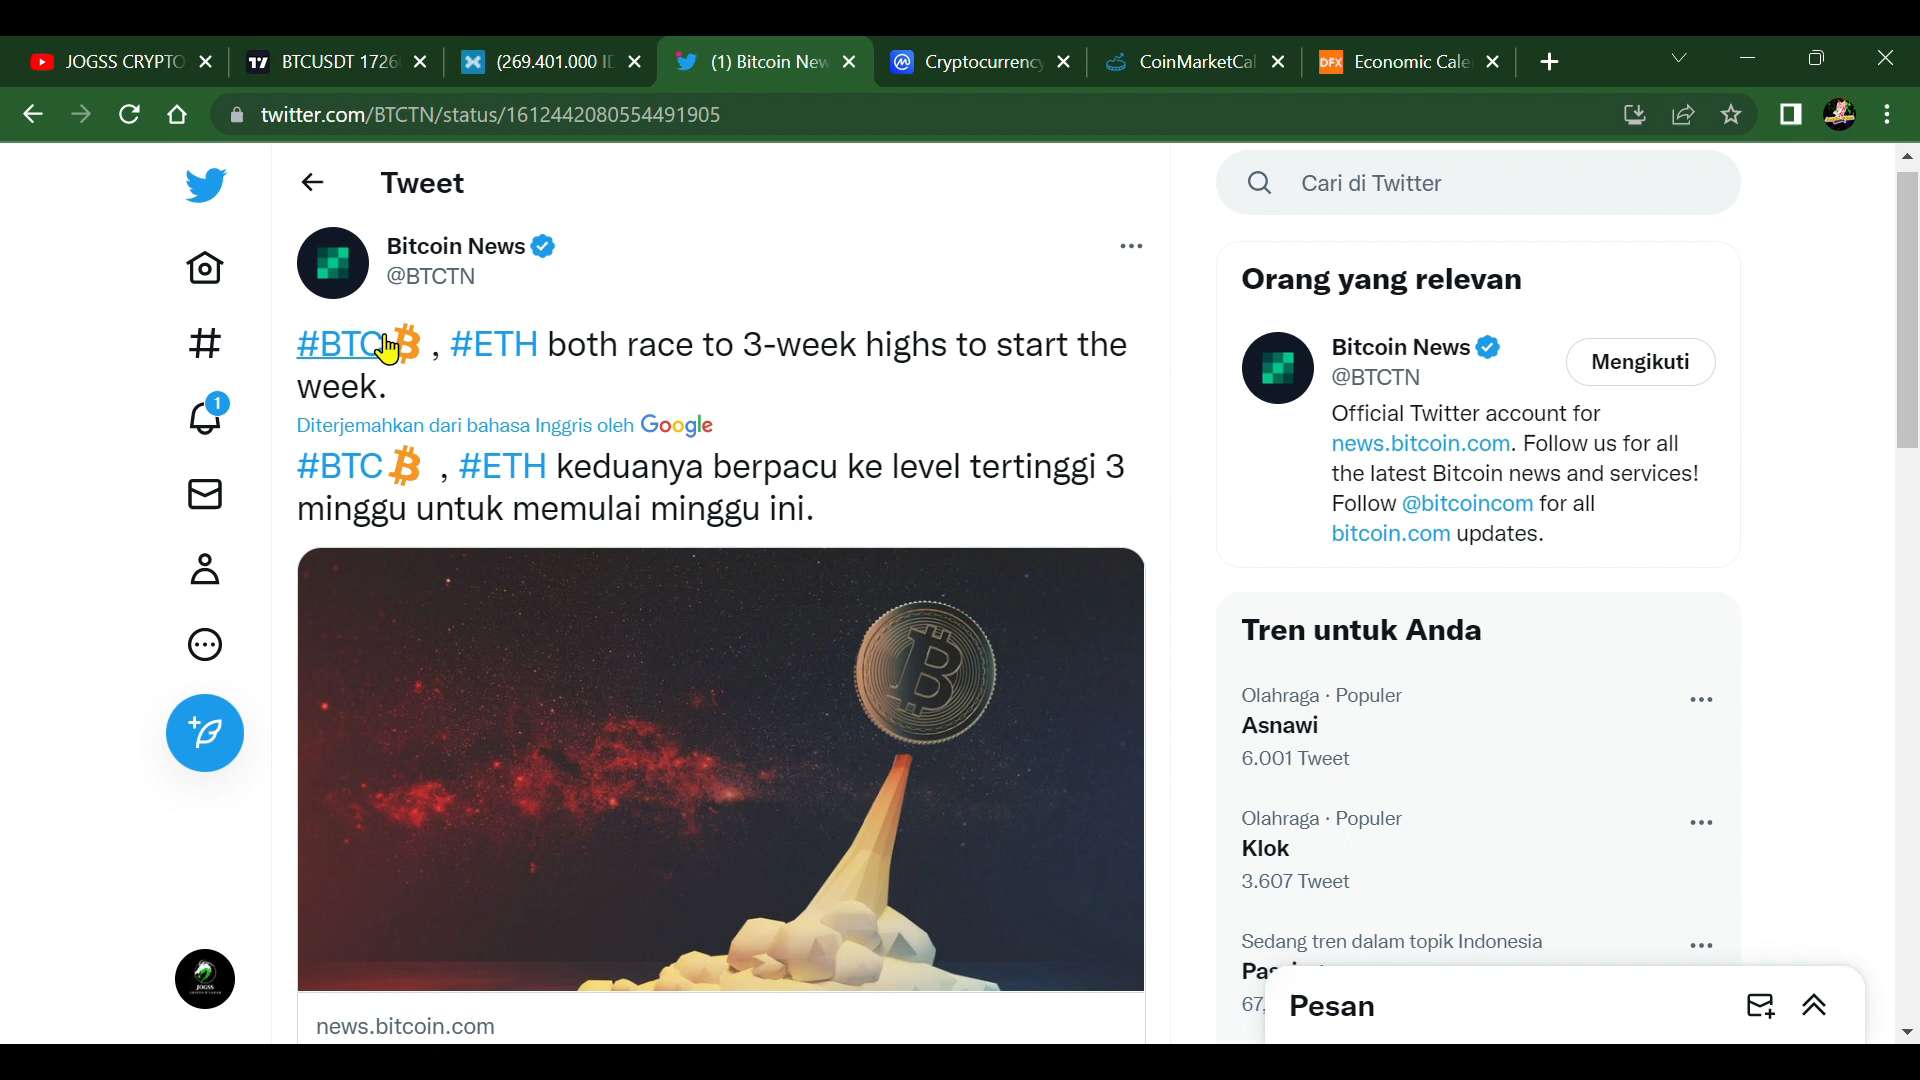 JOGSS CRYPTO
BTCUSDT 1726
(269.401.000 ID
(1) Bitcoin New
Cryptocurrency
CoinMarketCal
DFX
Economic Cale
twitter.com/BTCTN/status/1612442080554491905
Tweet
Bitcoin News
@BTCTN
#BTC, #ETH both race to 3-week highs to start the
week.
Diterjemahkan dari bahasa Inggris oleh Google
#BTC , #ETH keduanya berpacu ke level tertinggi 3
minggu untuk memulai minggu ini.
news.bitcoin.com
1
JOGSS
Cari di Twitter
Orang yang relevan
Bitcoin News
@BTCTN
Mengikuti
Official Twitter account for
news.bitcoin.com. Follow us for all
the latest Bitcoin news and services!
Follow @bitcoincom for all
bitcoin.com updates.
Tren untuk Anda
Olahraga · Populer
Asnawi
6.001 Tweet
Olahraga · Populer
Klok
3.607 Tweet
Sedang tren dalam topik Indonesia
67,
Pesan